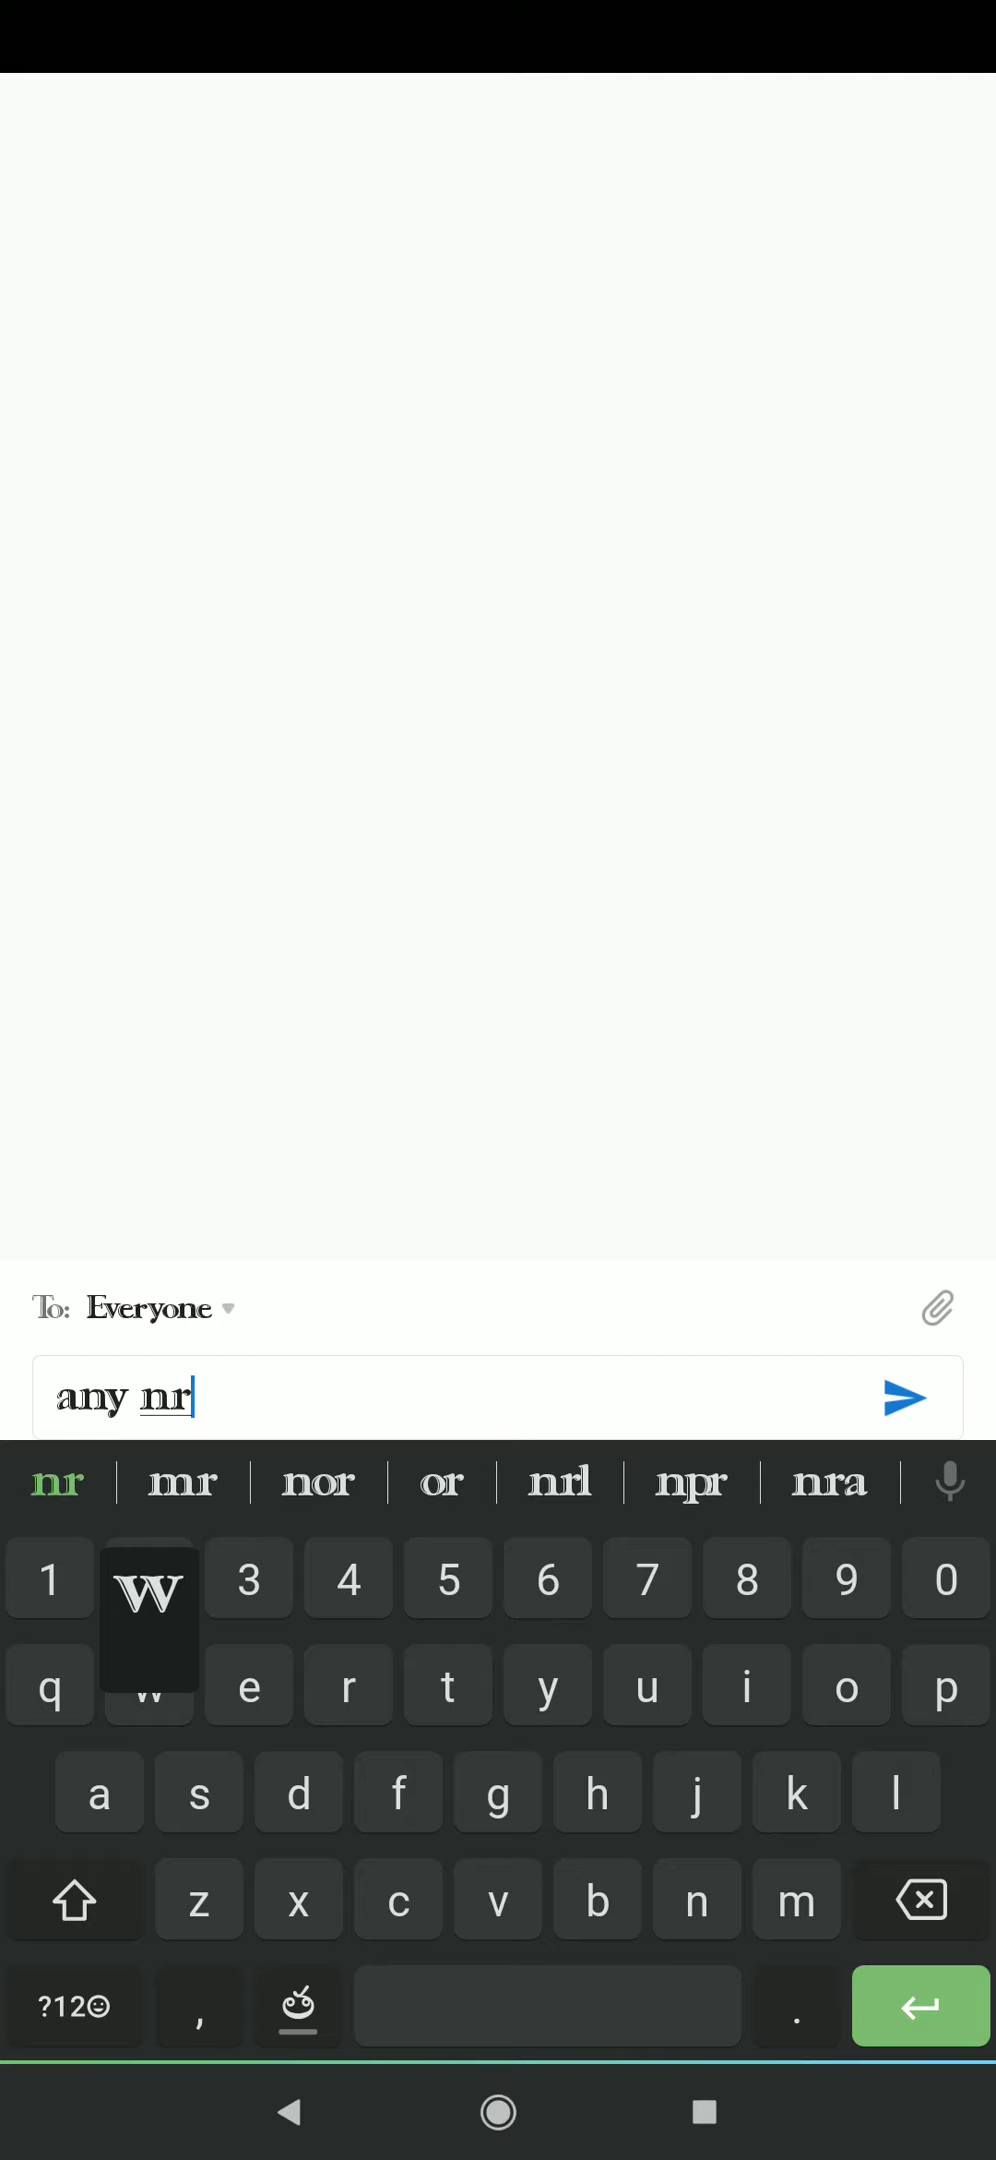 To: Everyone
any nr
nr mr nor or nrl npr nra
1 w 3 4 5 6 7 8 9 0
q w e r t y u i o p
a s d f g h j k l
z x c v b n m
?12☺ , త .